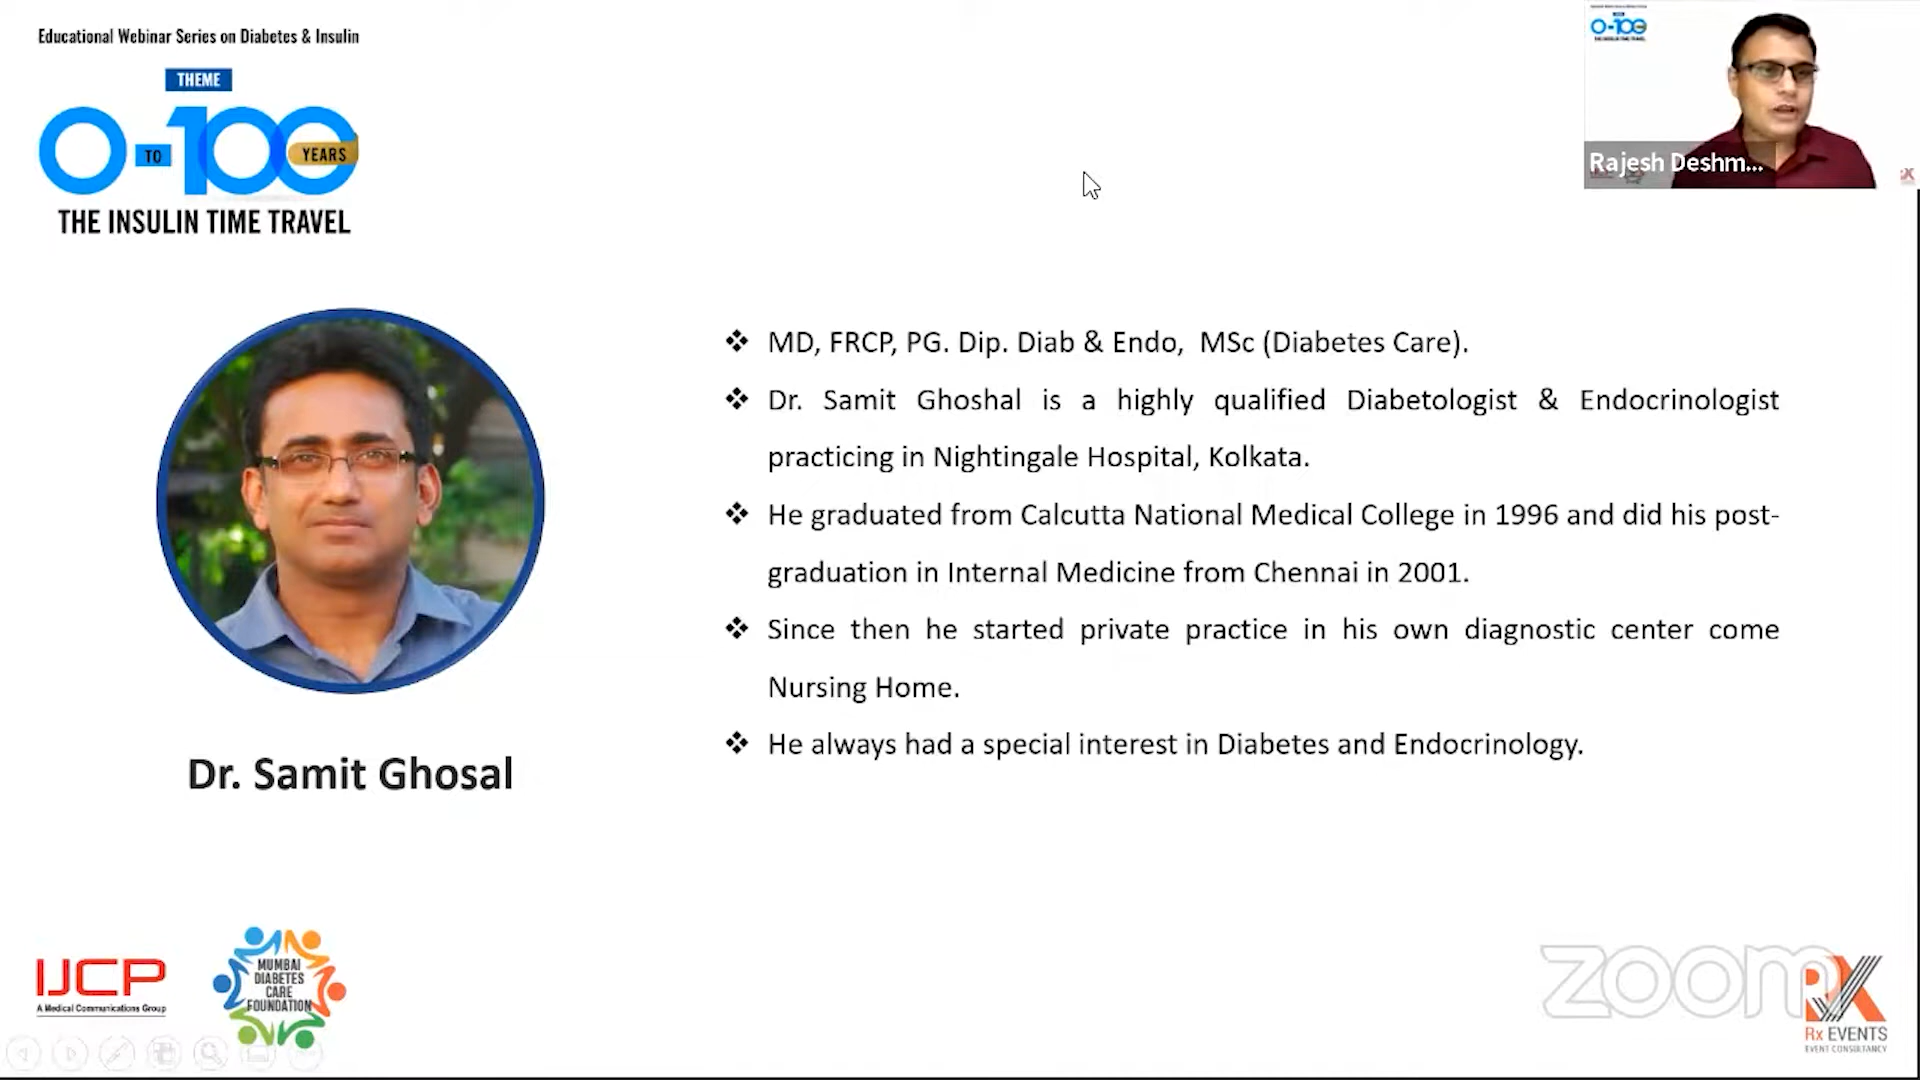 Educational Webinar Series on Diabetes & Insulin
THEME
0-100
TO
YEARS
THE INSULIN TIME TRAVEL
Rajesh Deshm...
❖ MD, FRCP, PG. Dip. Diab & Endo, MSc (Diabetes Care).
❖ Dr. Samit Ghoshal is a highly qualified Diabetologist & Endocrinologist
practicing in Nightingale Hospital, Kolkata.
❖ He graduated from Calcutta National Medical College in 1996 and did his post-
graduation in Internal Medicine from Chennai in 2001.
❖ Since then he started private practice in his own diagnostic center come
Nursing Home.
❖ He always had a special interest in Diabetes and Endocrinology.
Dr. Samit Ghosal
IJCP
A Medical Communications Group
MUMBAI
DIABETES
CARE
FOUNDATION
zoom
RX
Rx EVENTS
EVENT CONSULTANCY